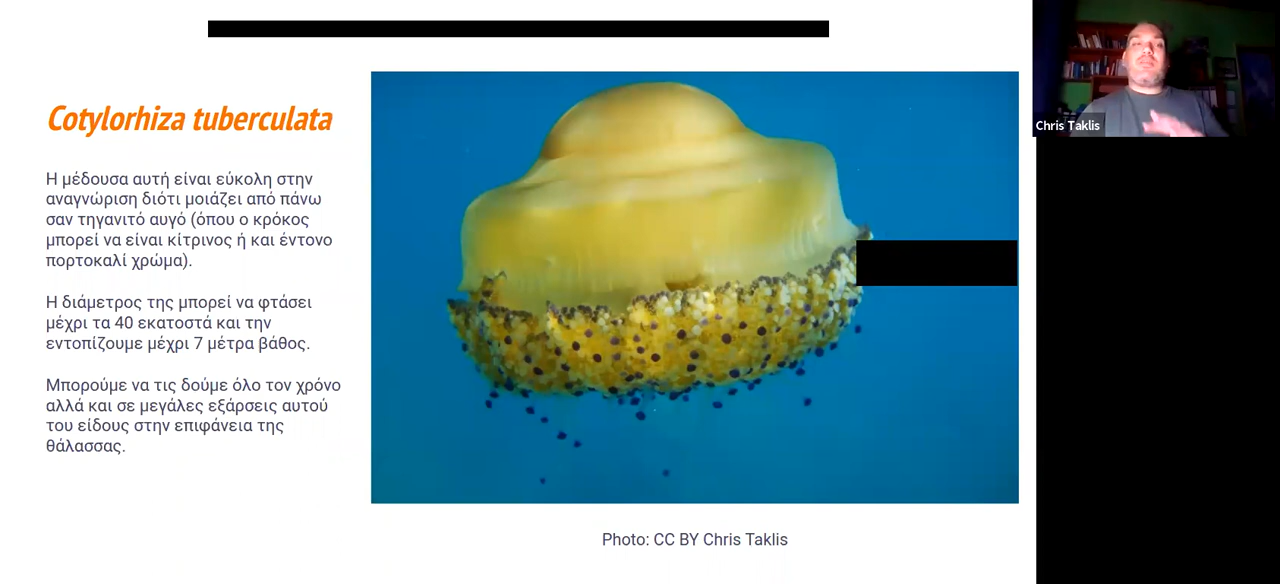 Cotylorhiza tuberculata
Η μέδουσα αυτή είναι εύκολη στην
αναγνώριση διότι μοιάζει από πάνω
σαν τηγανιτό αυγό (όπου ο κρόκος
μπορεί να είναι κίτρινος ή και έντονο
πορτοκαλί χρώμα).
Η διάμετρος της μπορεί να φτάσει
μέχρι τα 40 εκατοστά και την
εντοπίζουμε μέχρι 7 μέτρα βάθος.
Μπορούμε να τις δούμε όλο τον χρόνο
αλλά και σε μεγάλες εξάρσεις αυτού
του είδους στην επιφάνεια της
θάλασσας.
Photo: CC BY Chris Taklis
Chris Taklis